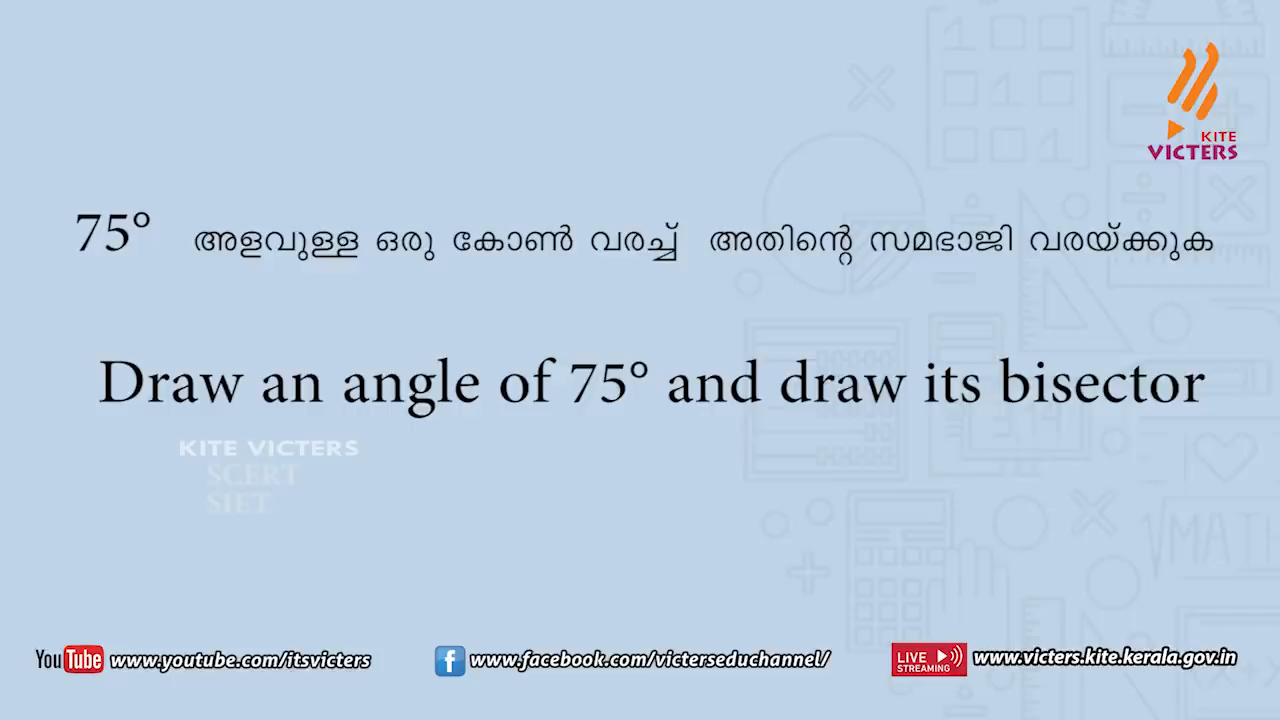 KITE
VICTERS
75° അളവുള്ള ഒരു കോൺ വരച്ച് അതിന്റെ സമഭാജി വരയ്ക്കുക
Draw an angle of 75° and draw its bisector
KITE VICTERS
SCERT
SIET
MATH
YouTube www.youtube.com/itsvicters
f www.facebook.com/victerseduchannel/
LIVE STREAMING www.victers.kite.kerala.gov.in